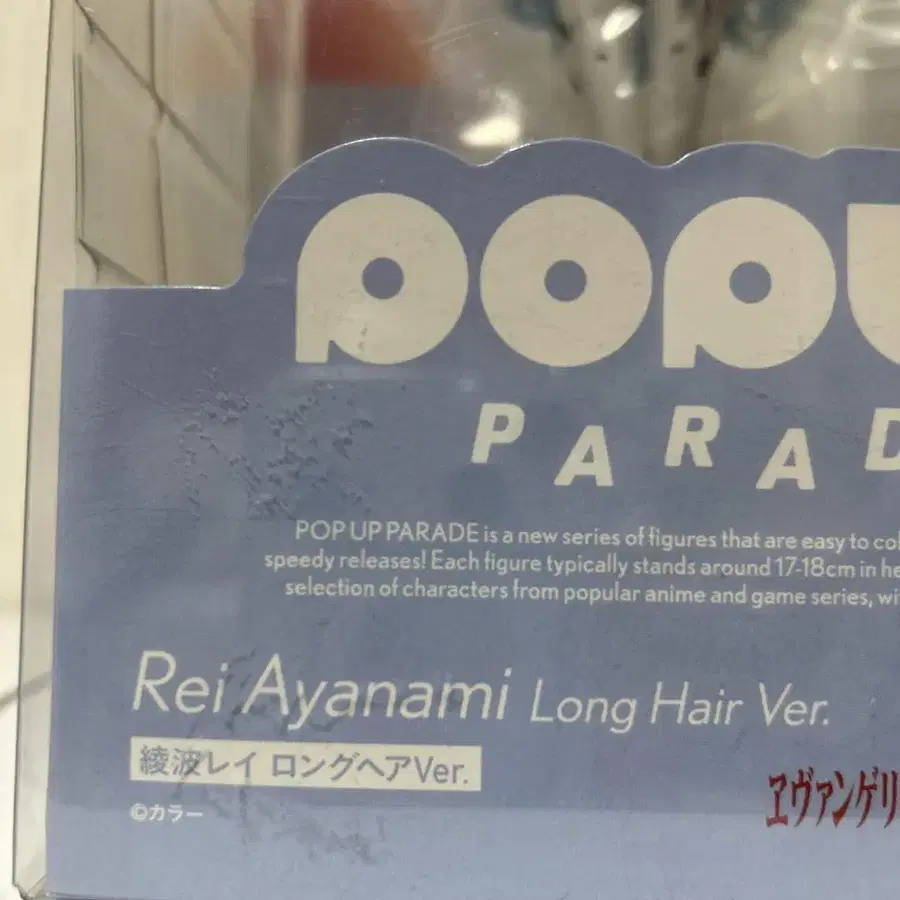 POPU
PARAD
POP UP PARADE is a new series of figures that are easy to col
speedy releases! Each figure typically stands around 17-18cm in he
selection of characters from popular anime and game series, wi
Rei Ayanami Long Hair Ver.
綾波レイ ロングヘアVer.
©カラー
ヱヴァンゲリ